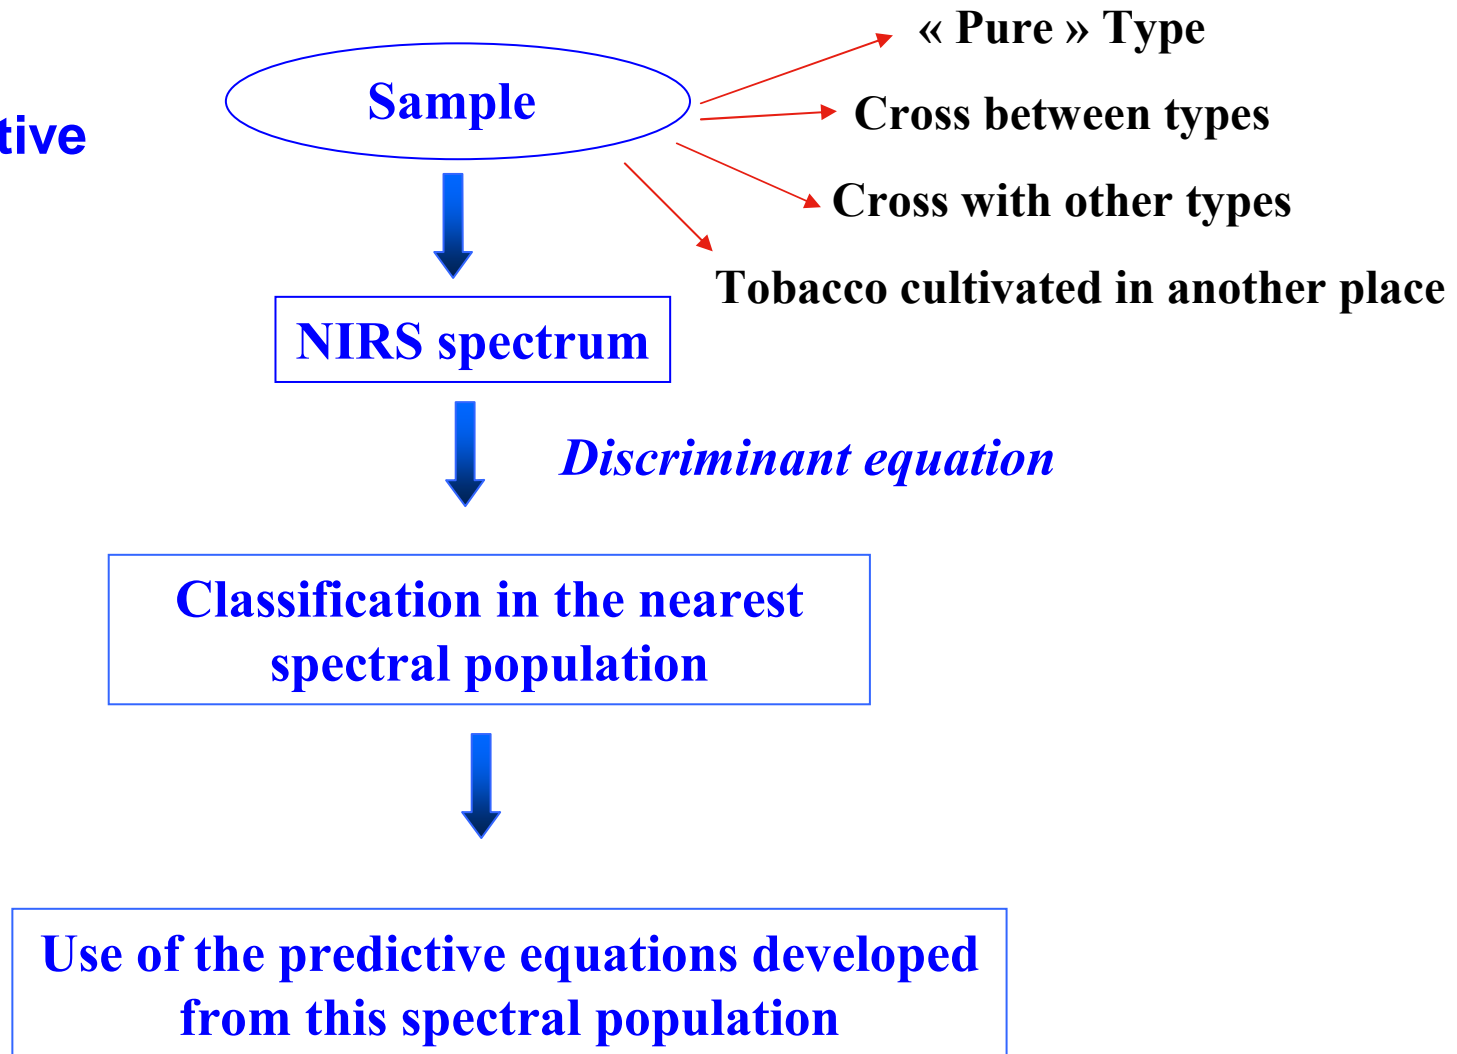 « Pure » Type
Sample
Cross between types
tive
Cross with other types
Tobacco cultivated in another place
NIRS spectrum
Discriminant equation
Classification in the nearest
spectral population
Use of the predictive equations developed
from this spectral population